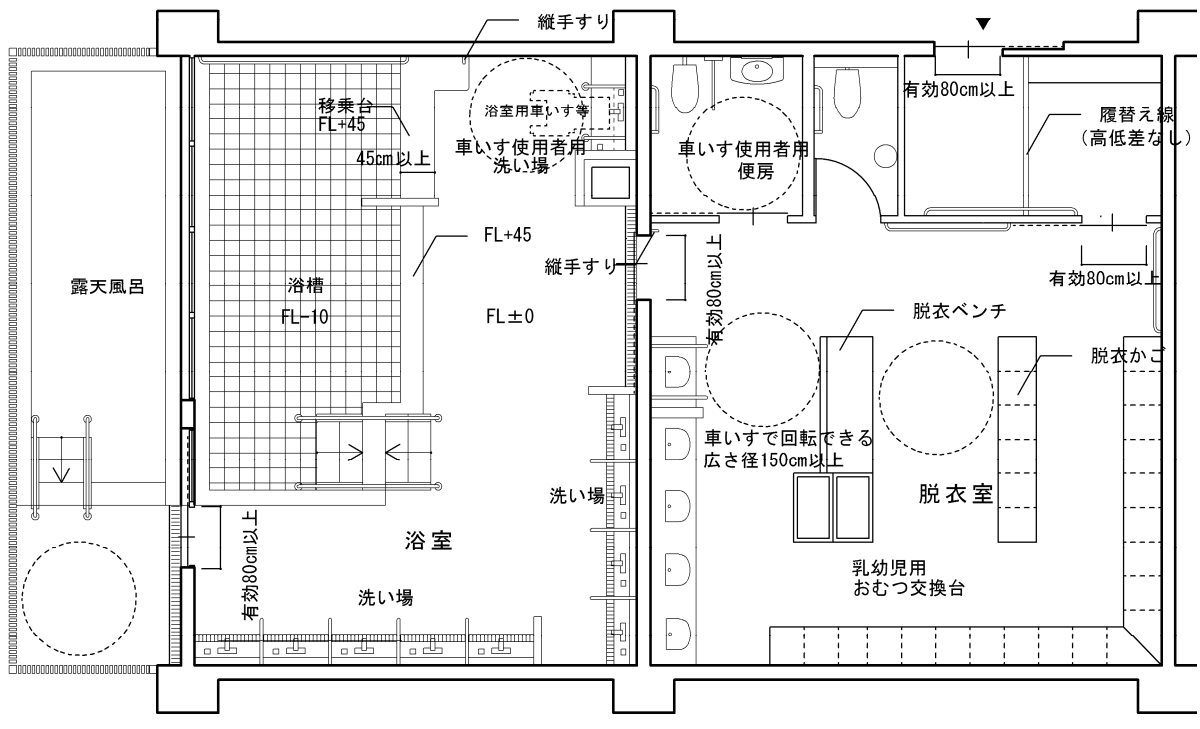 縦手すり
移乗台
FL+45
浴室用車いす等
45cm以上
車いす使用者用
洗い場
車いす使用者用
便房
有効80cm以上
履替え線
(高低差なし)
FL+45
縦手すり
有効80cm以上
有効80cm以上
露天風呂
浴槽
FL-10
FL±0
脱衣ベンチ
脱衣かご
車いすで回転できる
広さ径150cm以上
洗い場
脱衣室
有効80cm以上
浴室
乳幼児用
おむつ交換台
洗い場